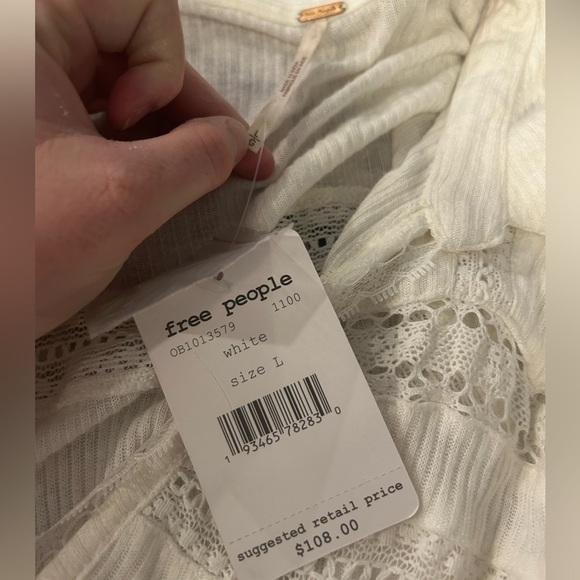 free people
OB1013579 1100
white
size L
1 93465 78283 0
suggested retail price
$108.00